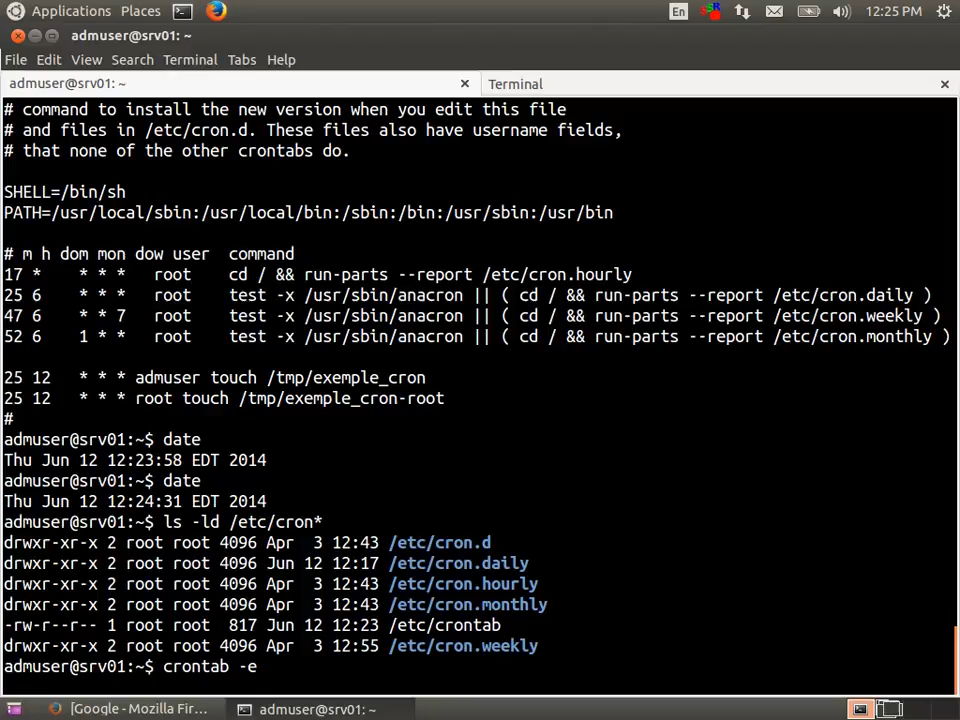 Applications Places En SSR 12:25 PM
admuser@srv01: ~
File Edit View Search Terminal Tabs Help
admuser@srv01: ~ Terminal
# command to install the new version when you edit this file
# and files in /etc/cron.d. These files also have username fields,
# that none of the other crontabs do.
SHELL=/bin/sh
PATH=/usr/local/sbin:/usr/local/bin:/sbin:/bin:/usr/sbin:/usr/bin
# m h dom mon dow user  command
17 *    * * *   root    cd / && run-parts --report /etc/cron.hourly
25 6    * * *   root    test -x /usr/sbin/anacron || ( cd / && run-parts --report /etc/cron.daily )
47 6    * * 7   root    test -x /usr/sbin/anacron || ( cd / && run-parts --report /etc/cron.weekly )
52 6    1 * *   root    test -x /usr/sbin/anacron || ( cd / && run-parts --report /etc/cron.monthly )
25 12   * * * admuser touch /tmp/exemple_cron
25 12   * * * root touch /tmp/exemple_cron-root
#
admuser@srv01:~$ date
Thu Jun 12 12:23:58 EDT 2014
admuser@srv01:~$ date
Thu Jun 12 12:24:31 EDT 2014
admuser@srv01:~$ ls -ld /etc/cron*
drwxr-xr-x 2 root root 4096 Apr  3 12:43 /etc/cron.d
drwxr-xr-x 2 root root 4096 Jun 12 12:17 /etc/cron.daily
drwxr-xr-x 2 root root 4096 Apr  3 12:43 /etc/cron.hourly
drwxr-xr-x 2 root root 4096 Apr  3 12:43 /etc/cron.monthly
-rw-r--r-- 1 root root  817 Jun 12 12:23 /etc/crontab
drwxr-xr-x 2 root root 4096 Apr  3 12:55 /etc/cron.weekly
admuser@srv01:~$ crontab -e
[Google - Mozilla Fir... admuser@srv01: ~